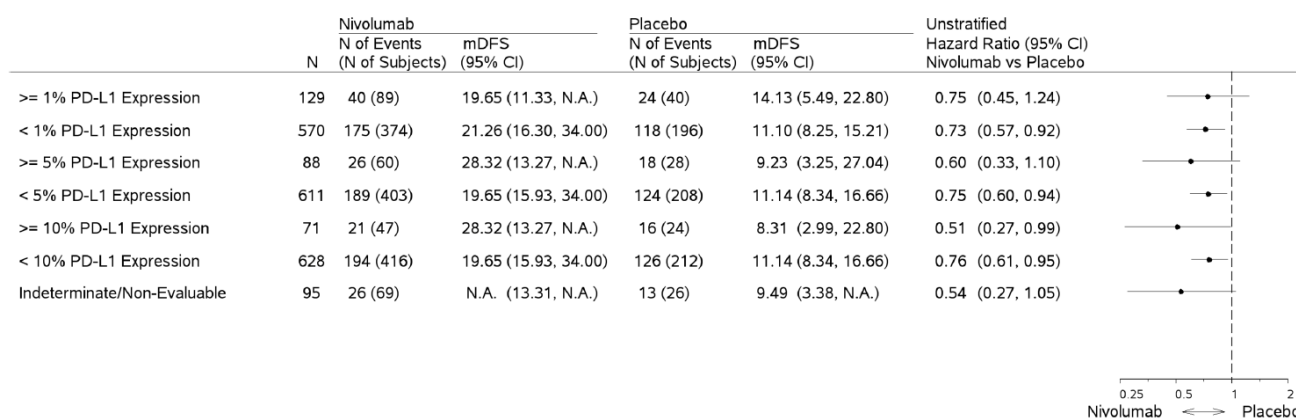 Nivolumab Placebo Unstratified
N of Events mDFS N of Events mDFS Hazard Ratio (95% CI)
N (N of Subjects) (95% CI) (N of Subjects) (95% CI) Nivolumab vs Placebo
>= 1% PD-L1 Expression 129 40 (89) 19.65 (11.33, N.A.) 24 (40) 14.13 (5.49, 22.80) 0.75 (0.45, 1.24)
< 1% PD-L1 Expression 570 175 (374) 21.26 (16.30, 34.00) 118 (196) 11.10 (8.25, 15.21) 0.73 (0.57, 0.92)
>= 5% PD-L1 Expression 88 26 (60) 28.32 (13.27, N.A.) 18 (28) 9.23 (3.25, 27.04) 0.60 (0.33, 1.10)
< 5% PD-L1 Expression 611 189 (403) 19.65 (15.93, 34.00) 124 (208) 11.14 (8.34, 16.66) 0.75 (0.60, 0.94)
>= 10% PD-L1 Expression 71 21 (47) 28.32 (13.27, N.A.) 16 (24) 8.31 (2.99, 22.80) 0.51 (0.27, 0.99)
< 10% PD-L1 Expression 628 194 (416) 19.65 (15.93, 34.00) 126 (212) 11.14 (8.34, 16.66) 0.76 (0.61, 0.95)
Indeterminate/Non-Evaluable 95 26 (69) N.A. (13.31, N.A.) 13 (26) 9.49 (3.38, N.A.) 0.54 (0.27, 1.05)
0.25 0.5 1 2
Nivolumab <—> Placebo